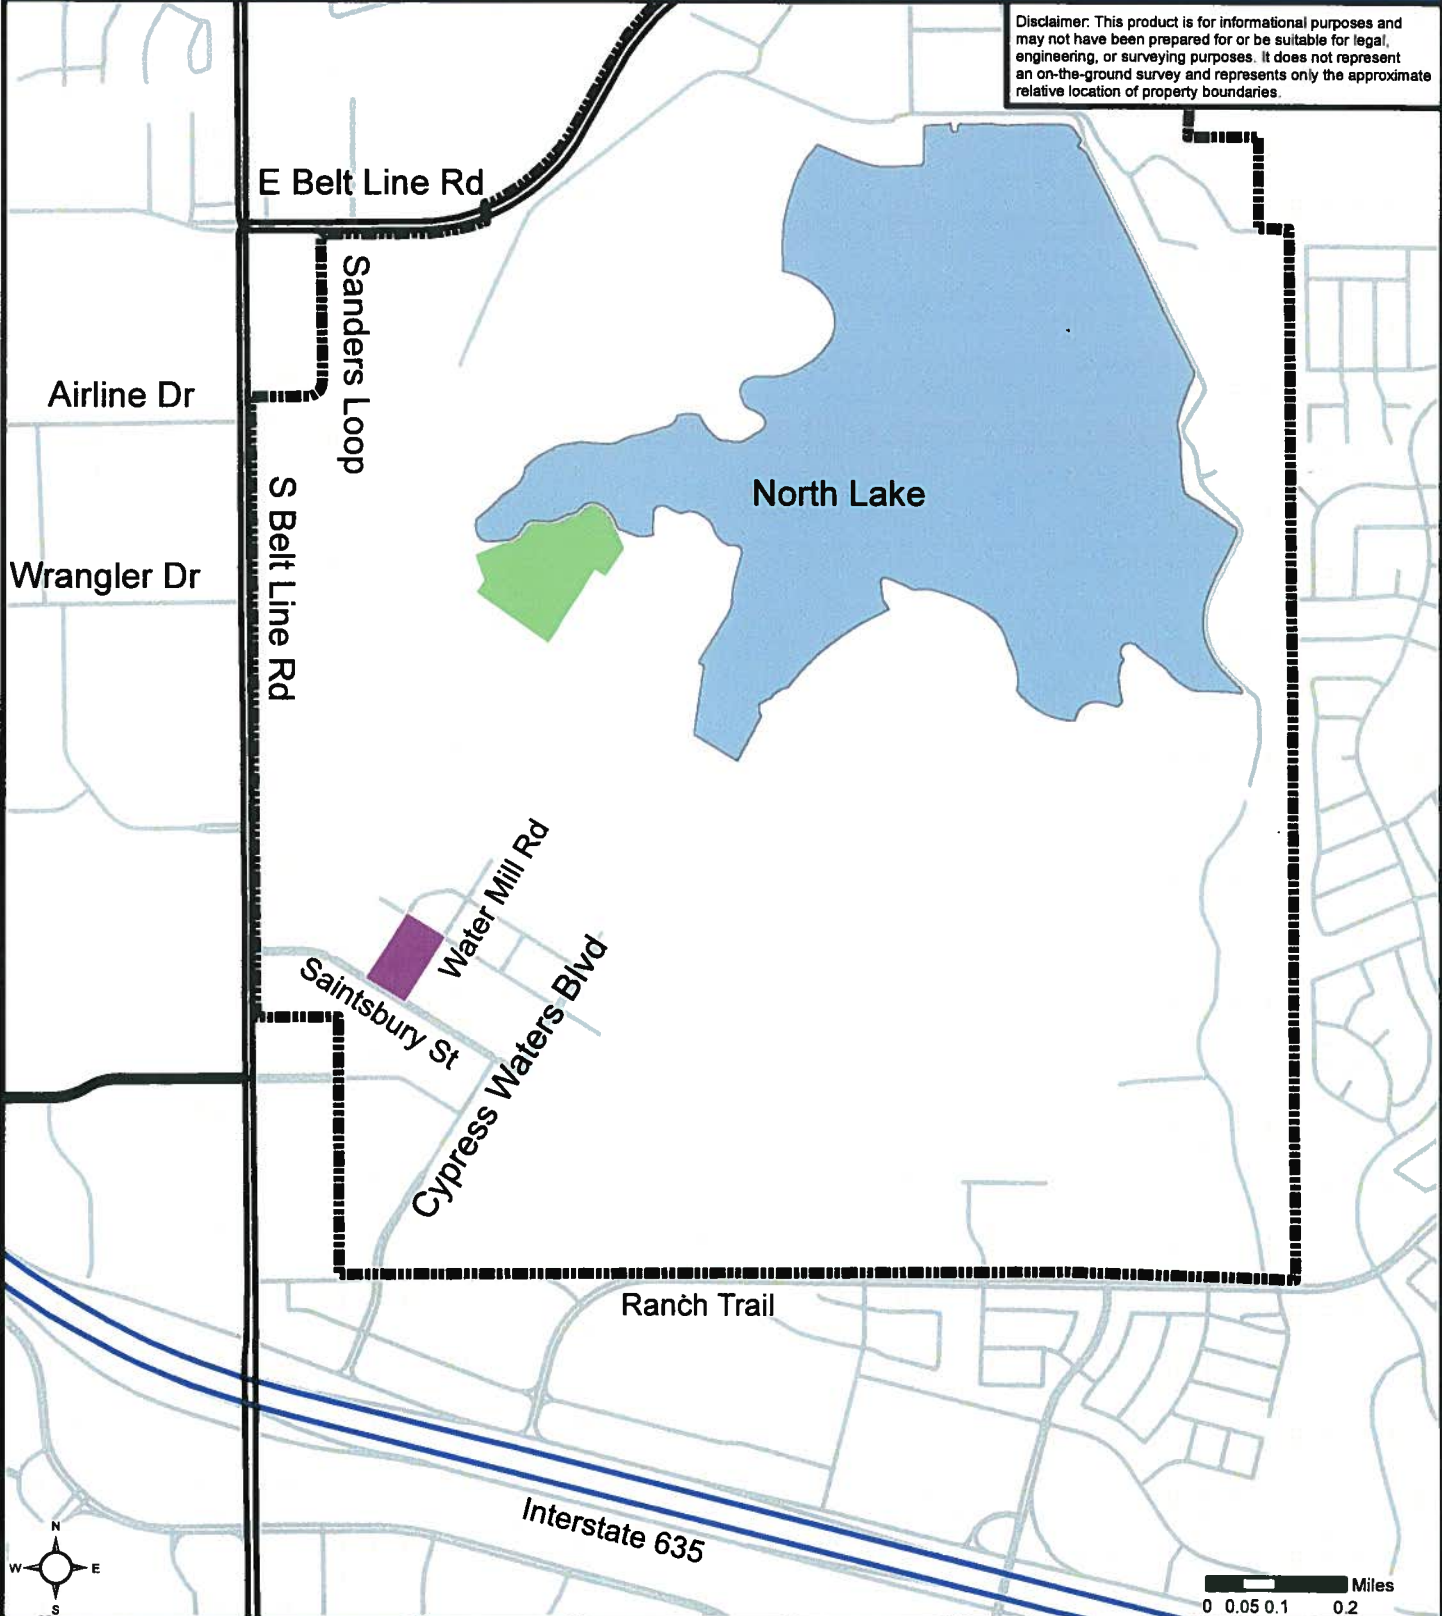 Disclaimer: This product is for informational purposes and
may not have been prepared for or be suitable for legal,
engineering, or surveying purposes. It does not represent
an on-the-ground survey and represents only the approximate
relative location of property boundaries.
E Belt Line Rd
Sanders Loop
Airline Dr
S Belt Line Rd
North Lake
Wrangler Dr
Water Mill Rd
Saintsbury St
Cypress Waters Blvd
Ranch Trail
Interstate 635
N
W E
S
Miles
0 0.05 0.1 0.2